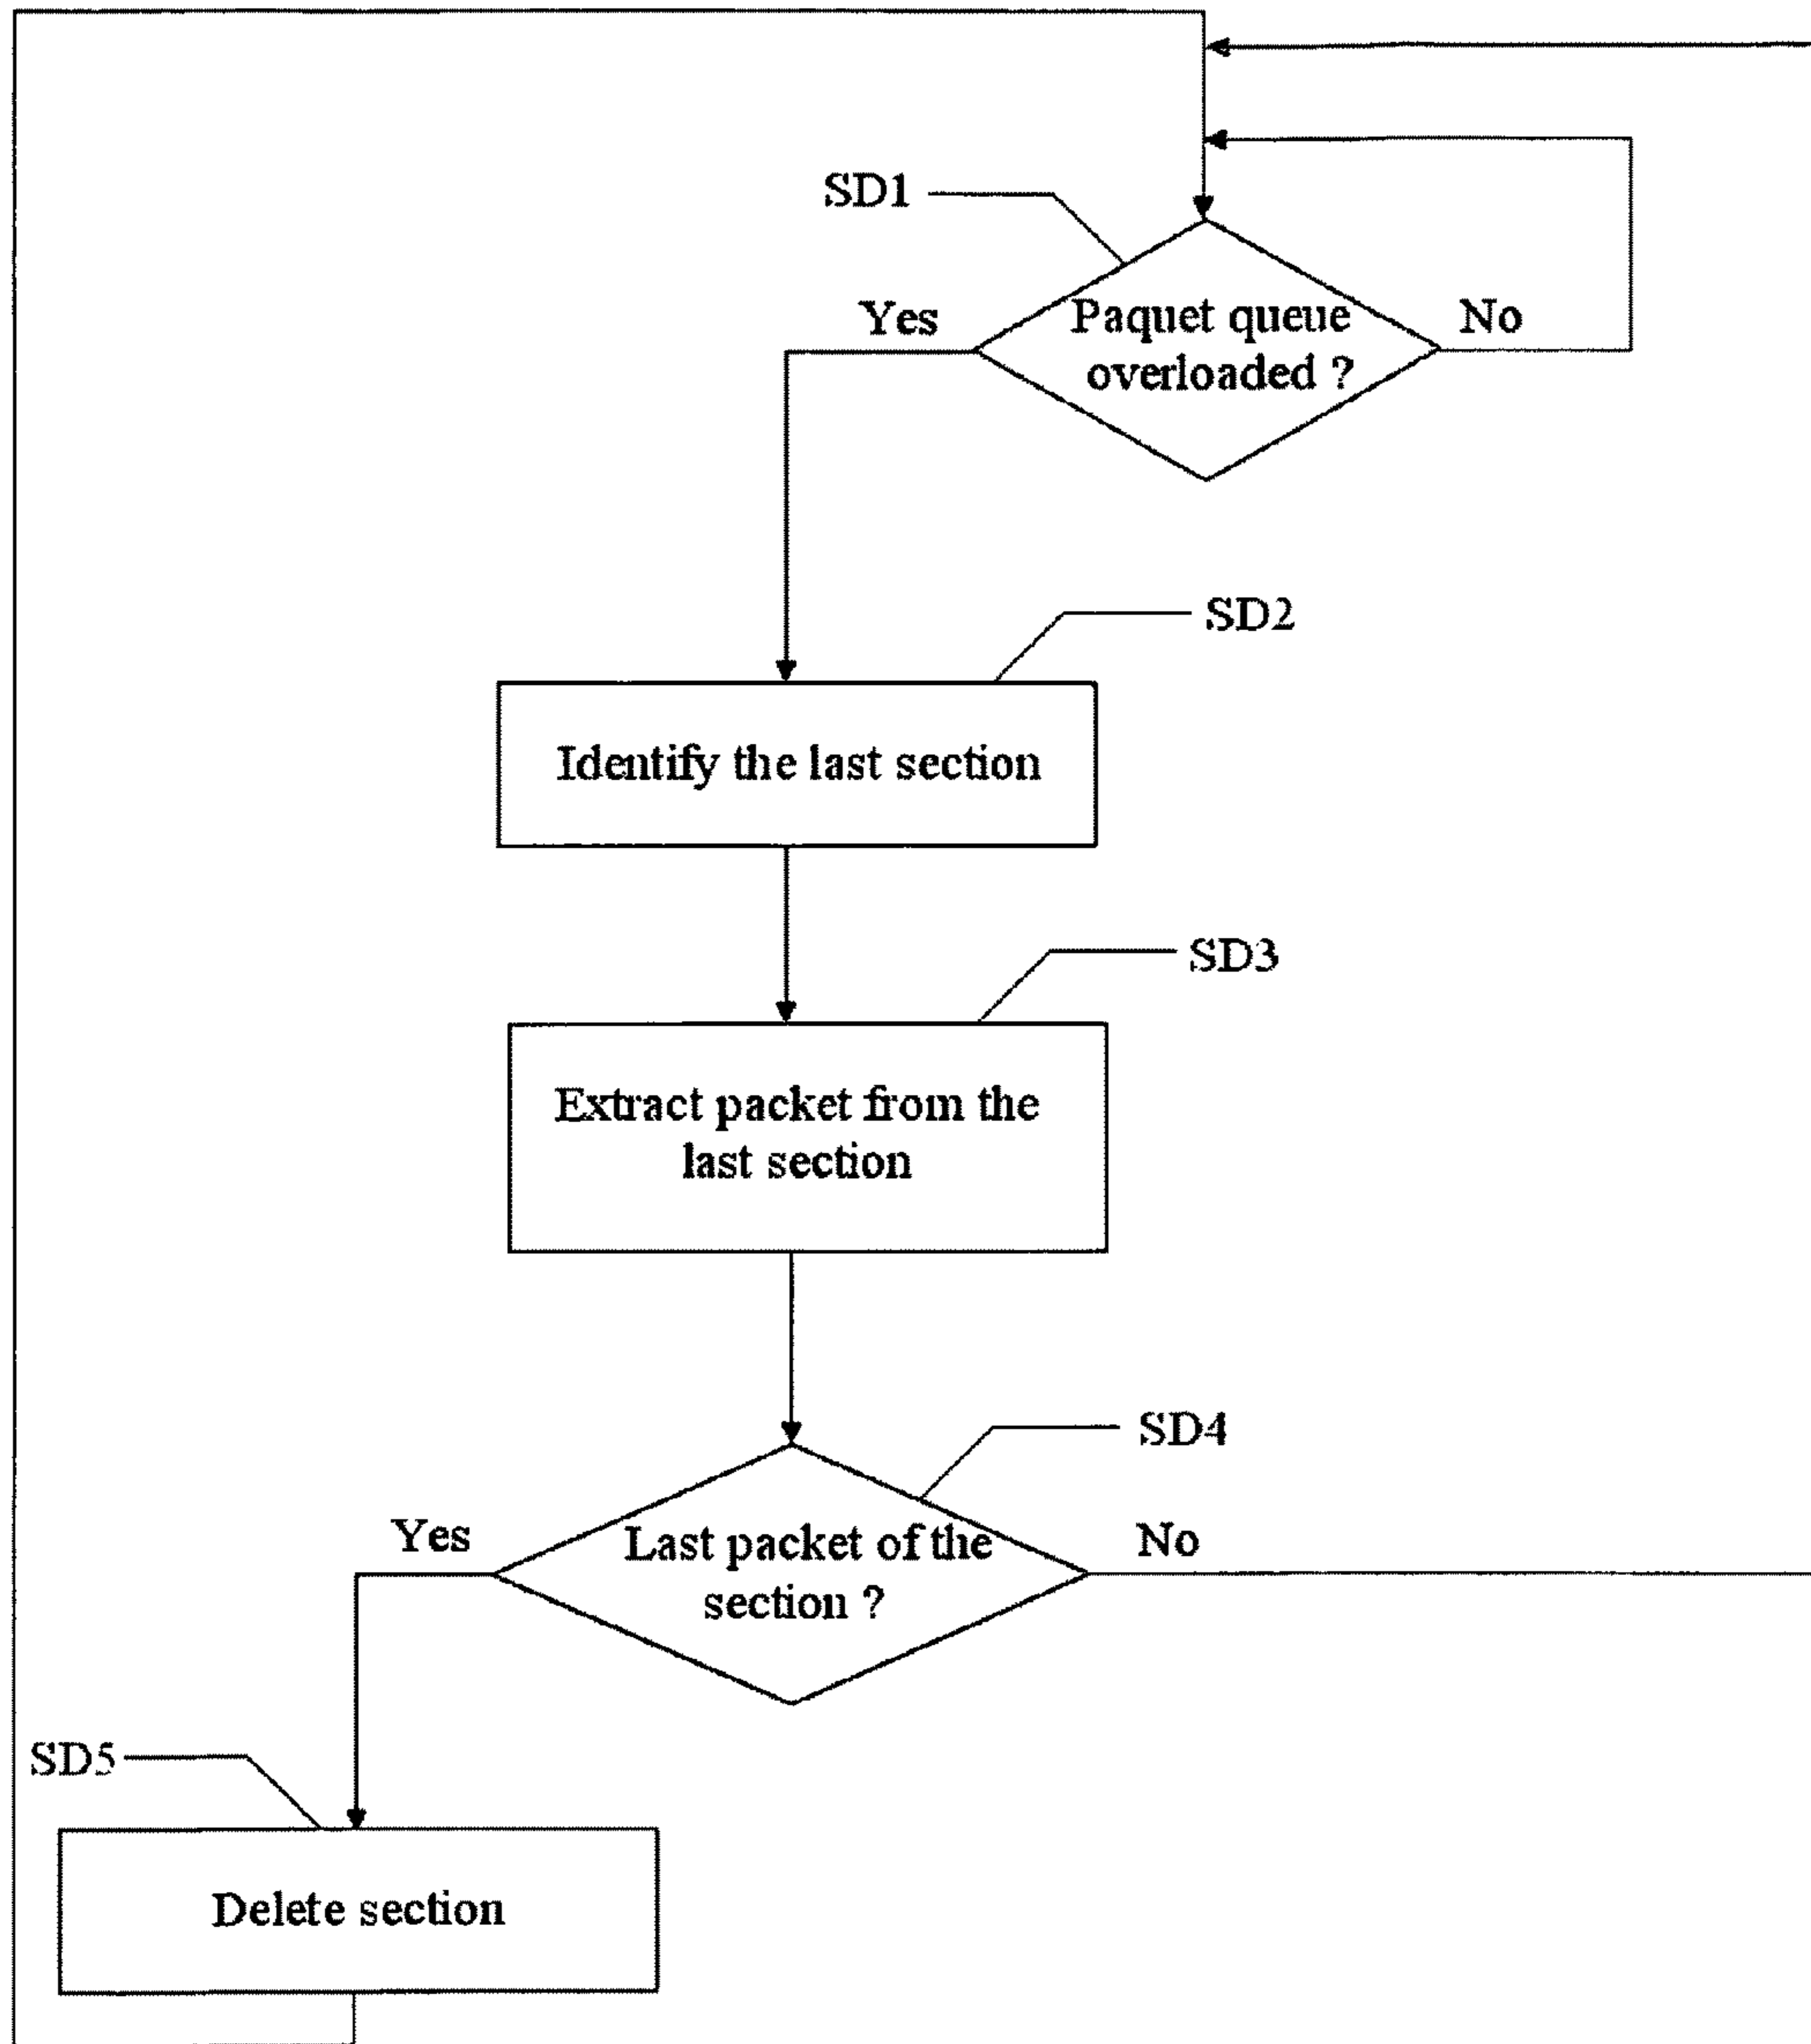 SD1
Yes
Paquet queue
overloaded ?
No
SD2
Identify the last section
SD3
Extract packet from the
last section
SD4
Yes
Last packet of the
section ?
No
SD5
Delete section